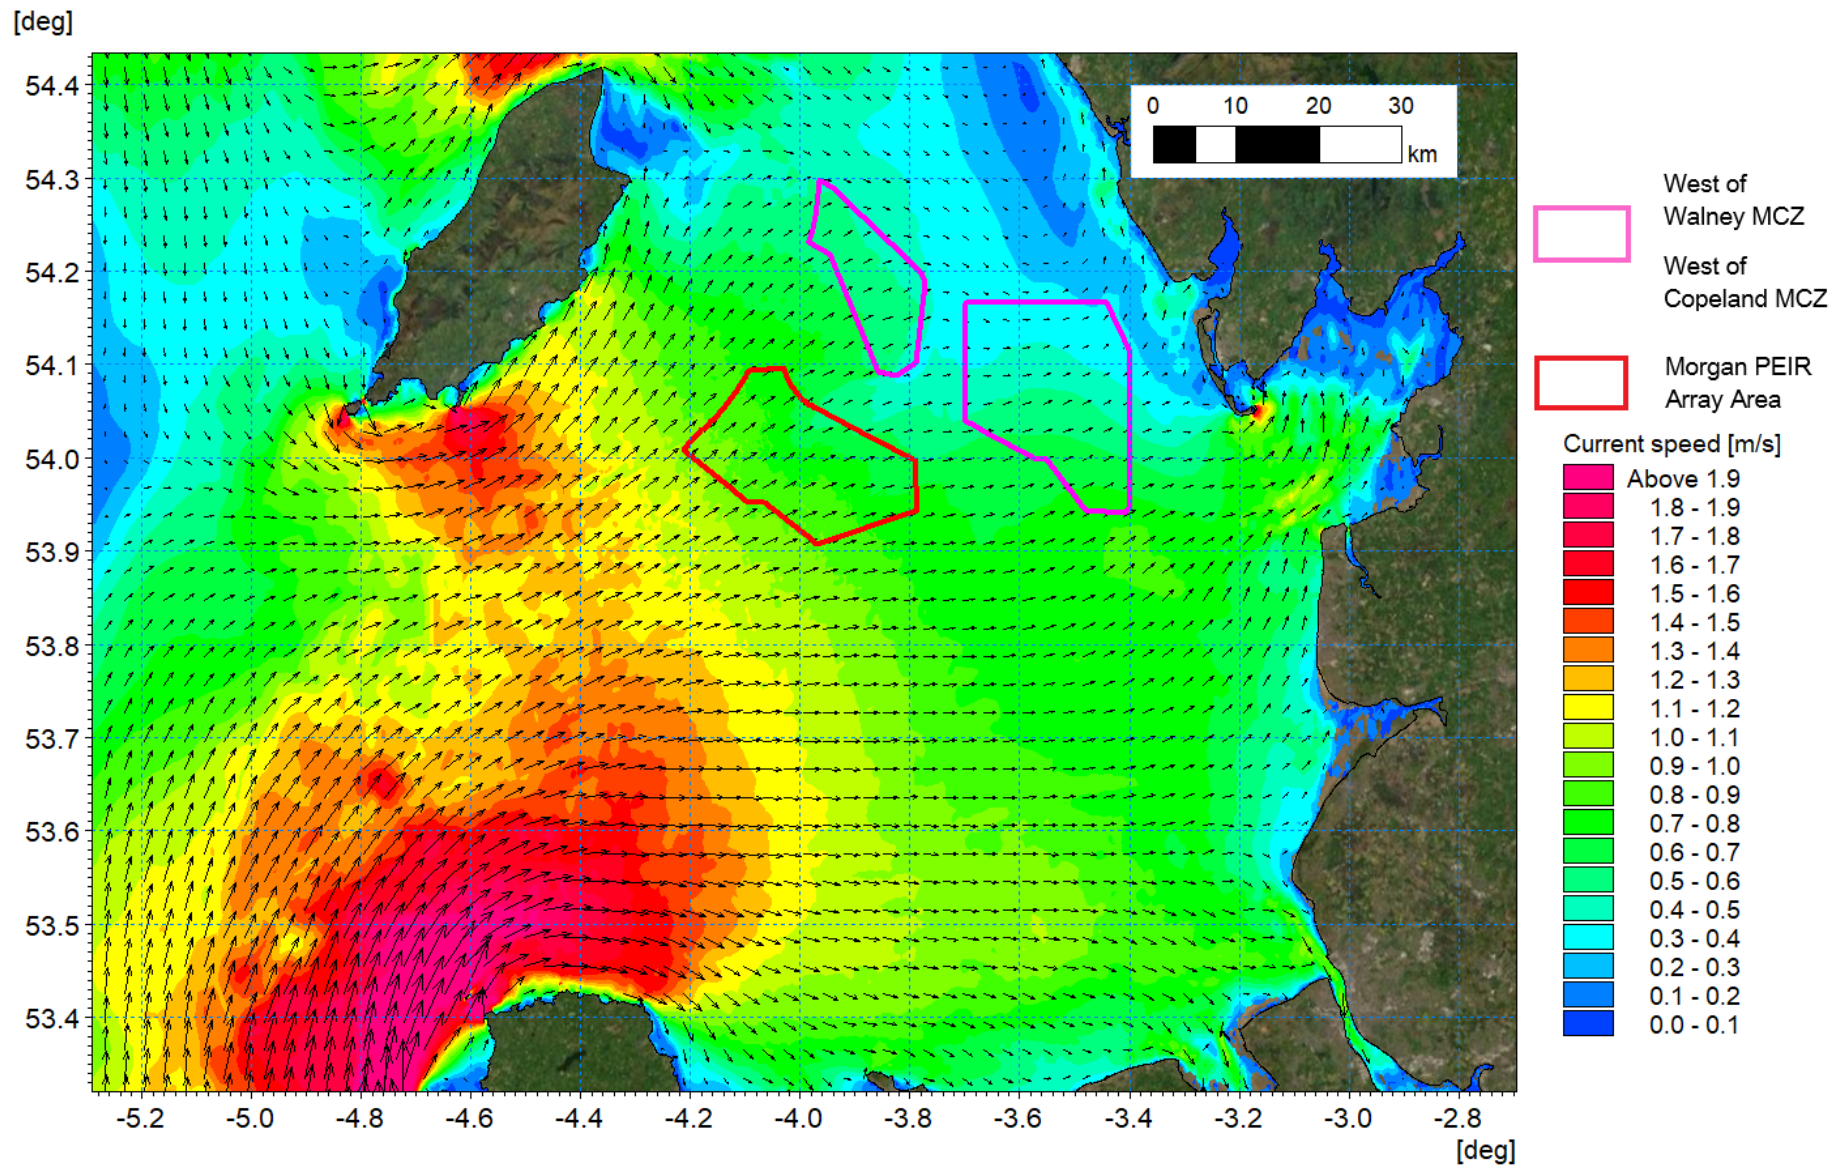 [deg]
54.4
54.3
54.2
54.1
54.0
53.9
53.8
53.7
53.6
53.5
53.4
0 10 20 30
km
-5.2 -5.0 -4.8 -4.6 -4.4 -4.2 -4.0 -3.8 -3.6 -3.4 -3.2 -3.0 -2.8
[deg]
West of
Walney MCZ
West of
Copeland MCZ
Morgan PEIR
Array Area
Current speed [m/s]
Above 1.9
1.8 - 1.9
1.7 - 1.8
1.6 - 1.7
1.5 - 1.6
1.4 - 1.5
1.3 - 1.4
1.2 - 1.3
1.1 - 1.2
1.0 - 1.1
0.9 - 1.0
0.8 - 0.9
0.7 - 0.8
0.6 - 0.7
0.5 - 0.6
0.4 - 0.5
0.3 - 0.4
0.2 - 0.3
0.1 - 0.2
0.0 - 0.1